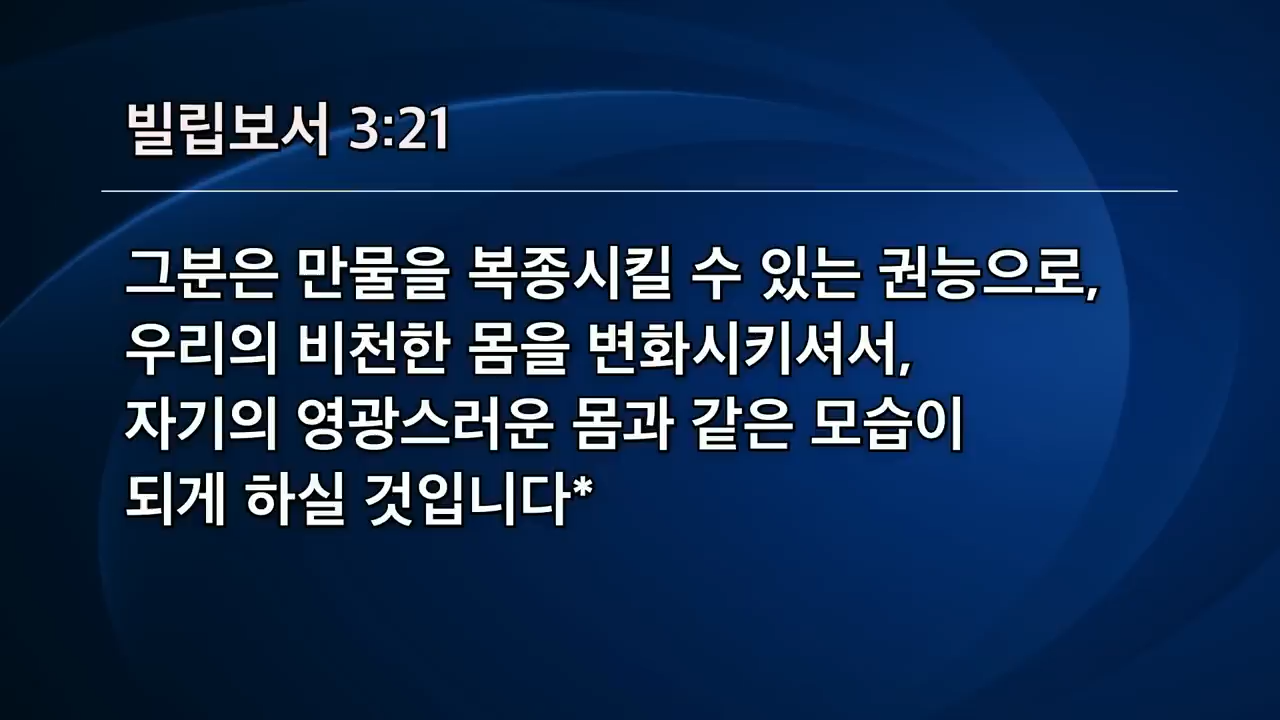 빌립보서 3:21
그분은 만물을 복종시킬 수 있는 권능으로,
우리의 비천한 몸을 변화시키셔서,
자기의 영광스러운 몸과 같은 모습이
되게 하실 것입니다*